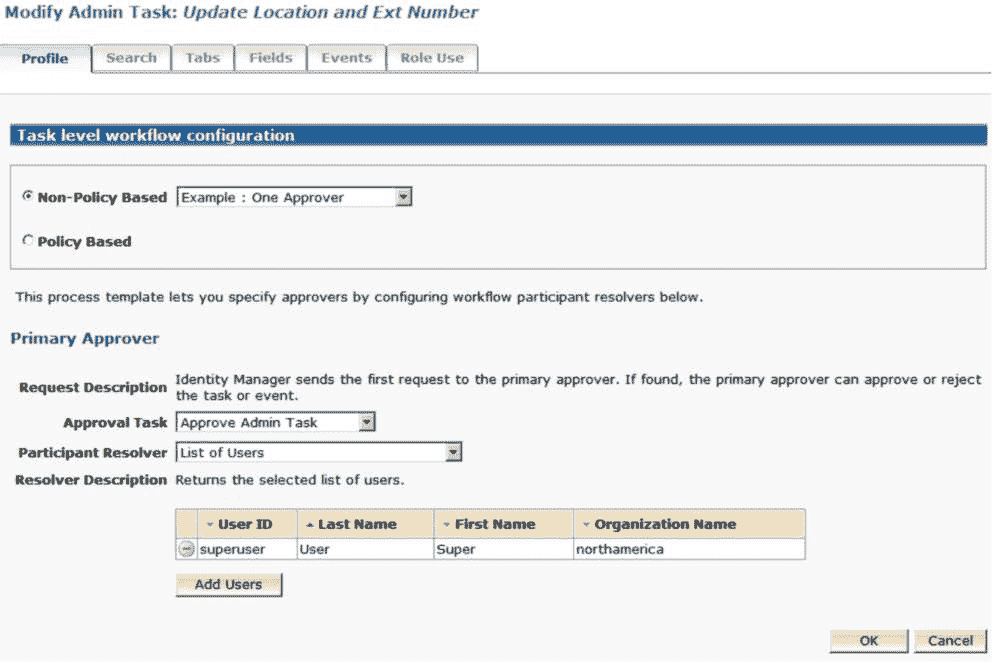 Modify Admin Task: Update Location and Ext Number
Profile Search Tabs Fields Events Role Use
Task level workflow configuration
Non-Policy Based Example : One Approver
Policy Based
This process template lets you specify approvers by configuring workflow participant resolvers below.
Primary Approver
Request Description Identity Manager sends the first request to the primary approver. If found, the primary approver can approve or reject
the task or event.
Approval Task Approve Admin Task
Participant Resolver List of Users
Resolver Description Returns the selected list of users.
User ID Last Name First Name Organization Name
superuser User Super northamerica
Add Users
OK Cancel